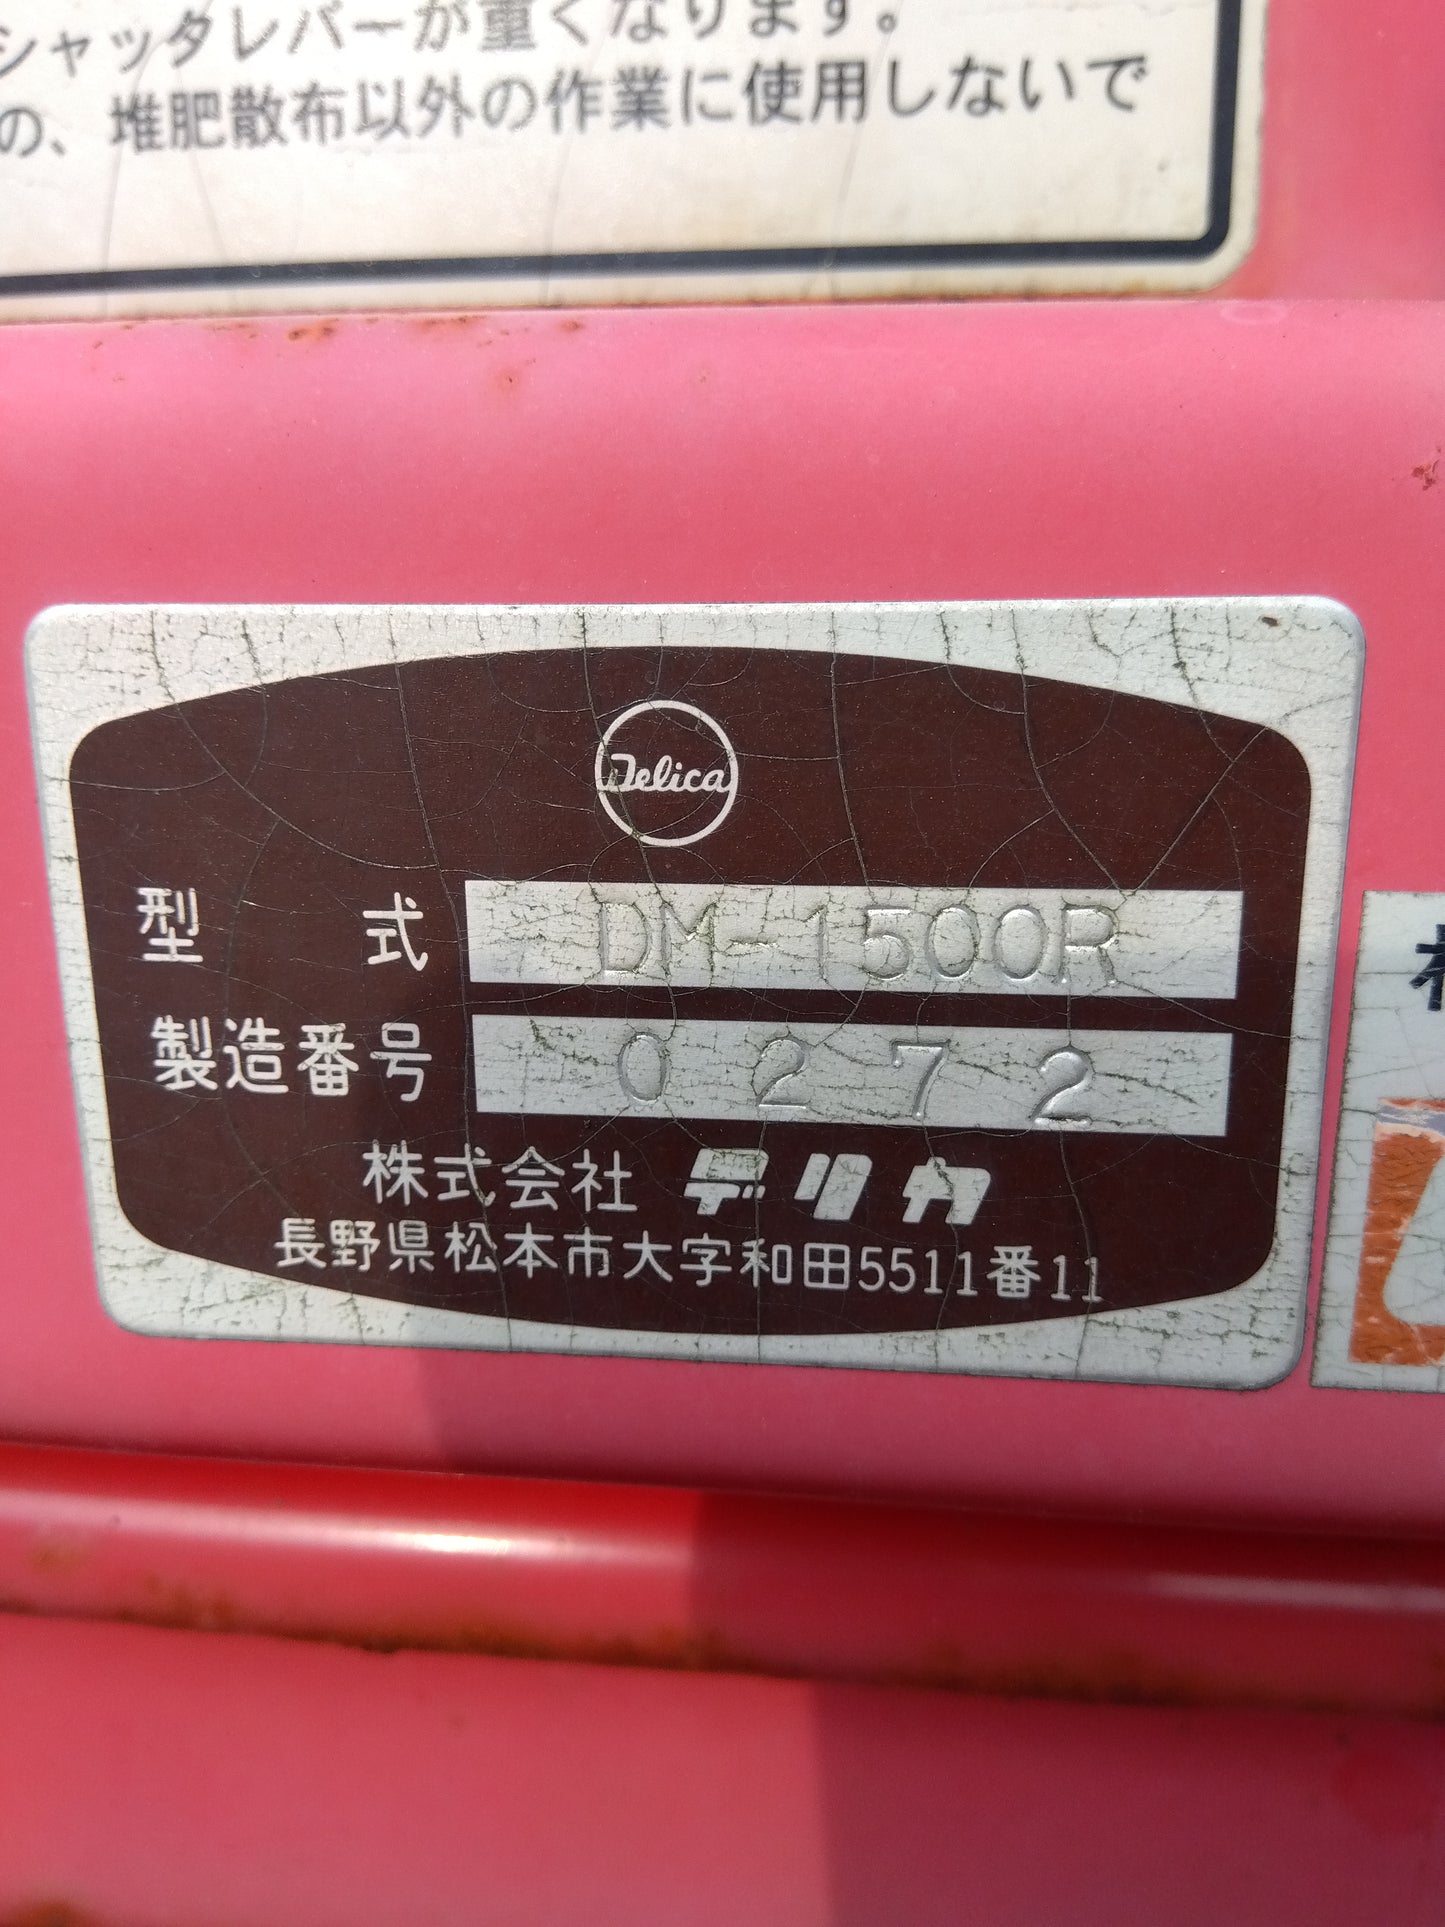 シャッタレバーが重くなります。
の、堆肥散布以外の作業に使用しないで
Delica
型式 DM-1500R
製造番号 0272
株式会社 デリカ
長野県松本市大字和田5511番11